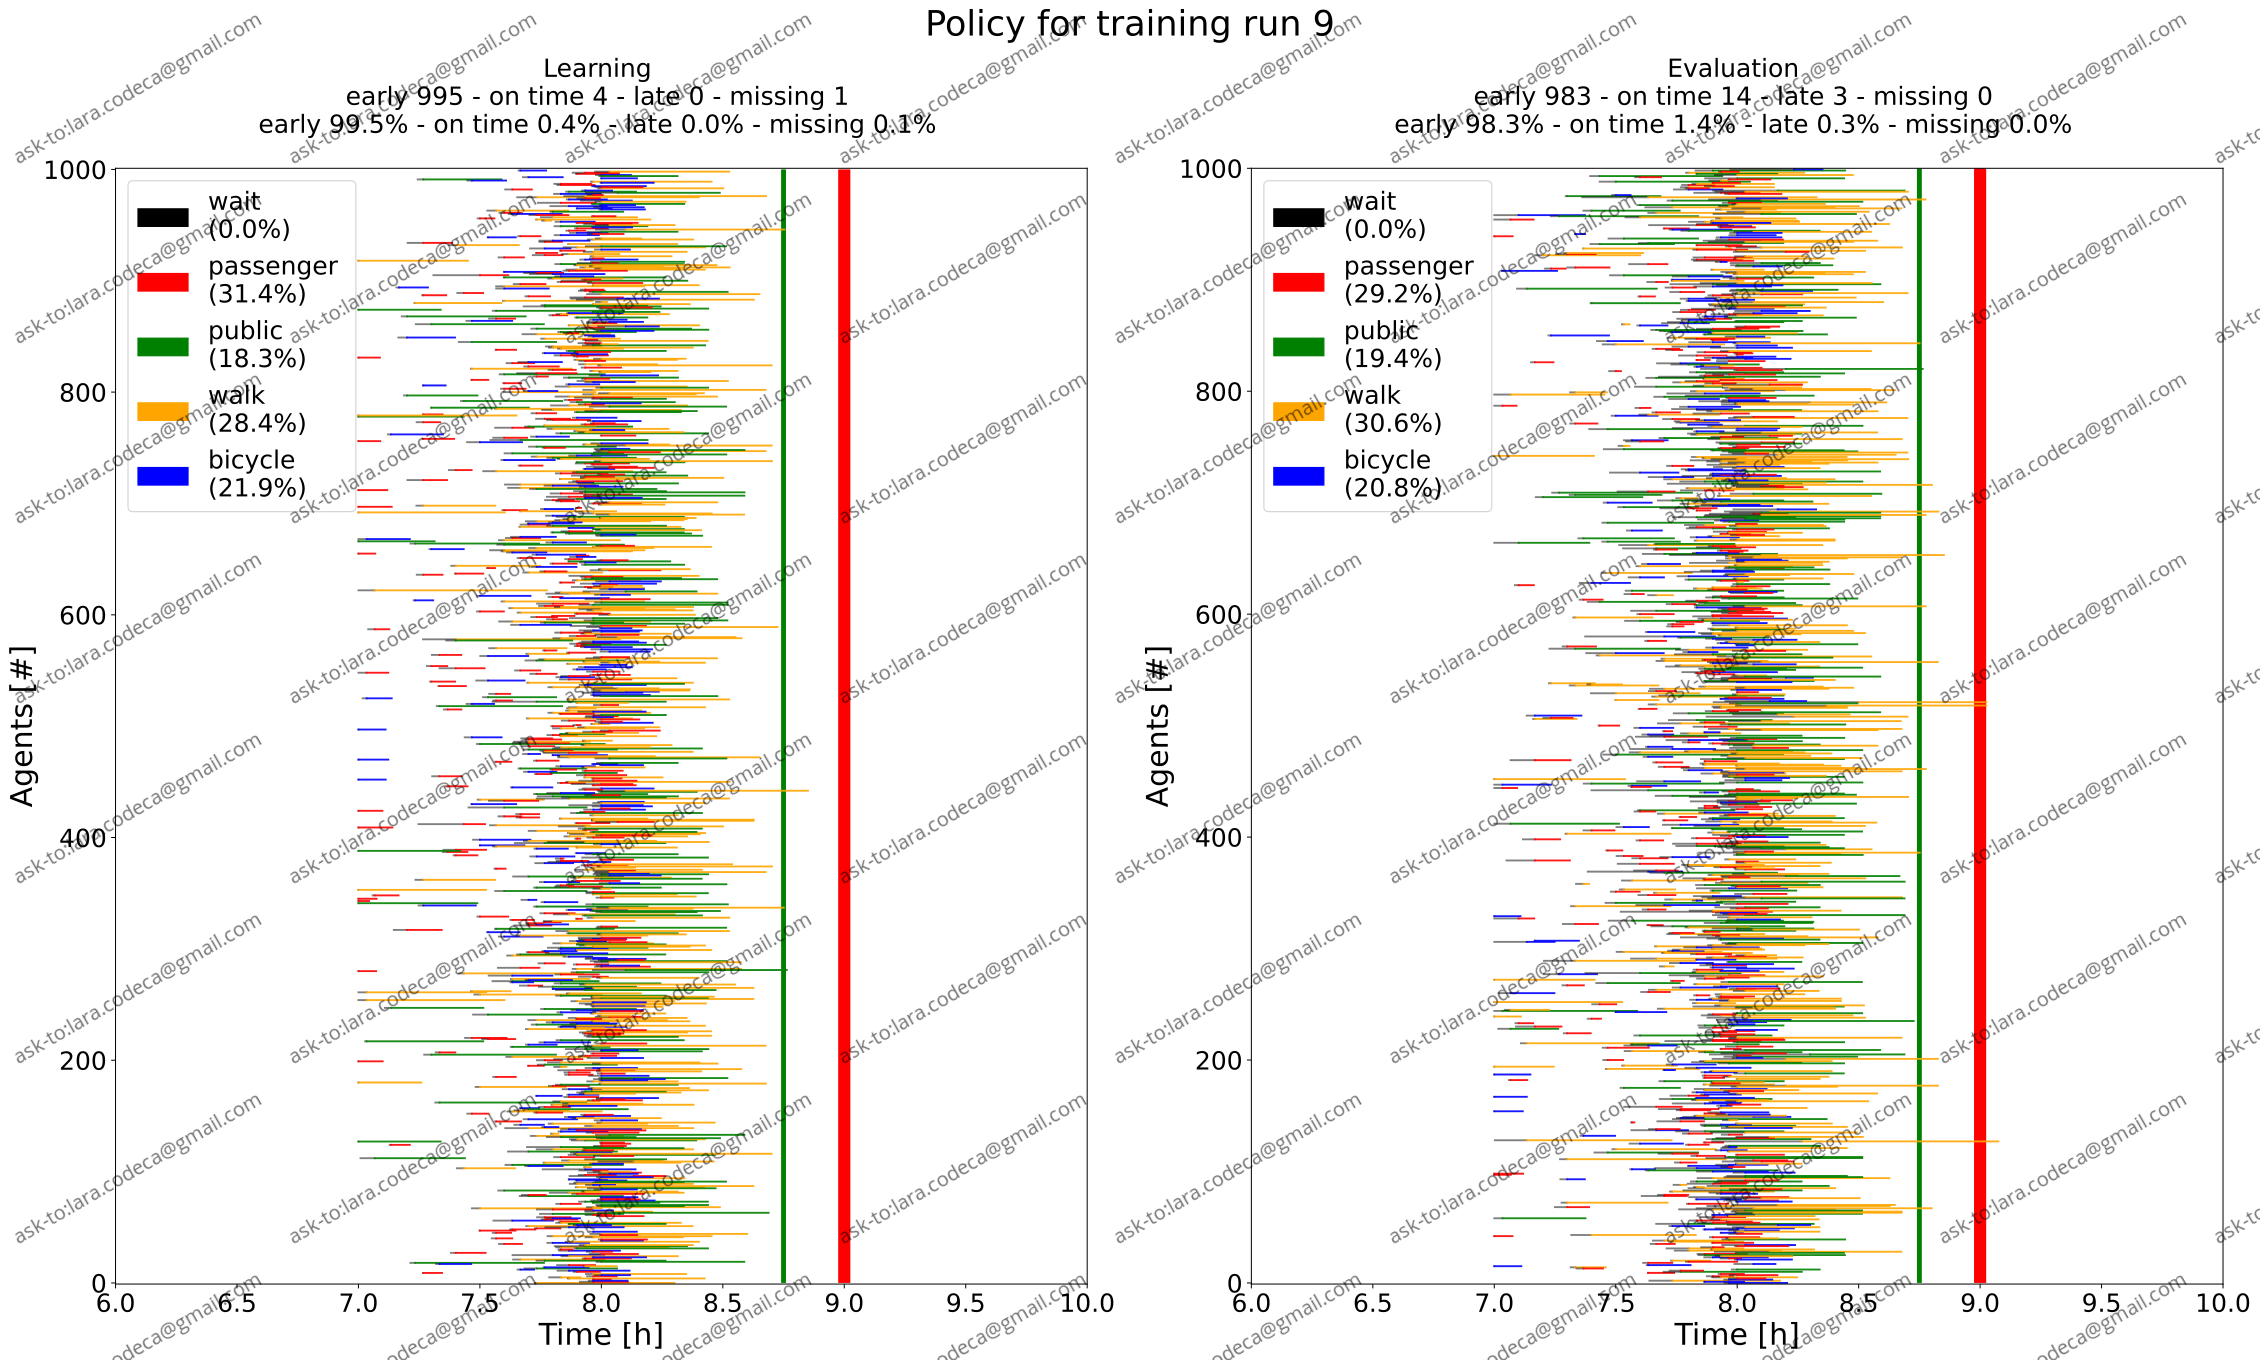 Policy for training run 9
Learning
early 995 - on time 4 - late 0 - missing 1
early 99.5% - on time 0.4% - late 0.0% - missing 0.1%
wait
(0.0%)
passenger
(31.4%)
public
(18.3%)
walk
(28.4%)
bicycle
(21.9%)
Agents [#]
1000
800
600
400
200
0
6.0 6.5 7.0 7.5 8.0 8.5 9.0 9.5 10.0
Time [h]
Evaluation
early 983 - on time 14 - late 3 - missing 0
early 98.3% - on time 1.4% - late 0.3% - missing 0.0%
wait
(0.0%)
passenger
(29.2%)
public
(19.4%)
walk
(30.6%)
bicycle
(20.8%)
Agents [#]
1000
800
600
400
200
0
6.0 6.5 7.0 7.5 8.0 8.5 9.0 9.5 10.0
Time [h]
ask-to:lara.codeca@gmail.com